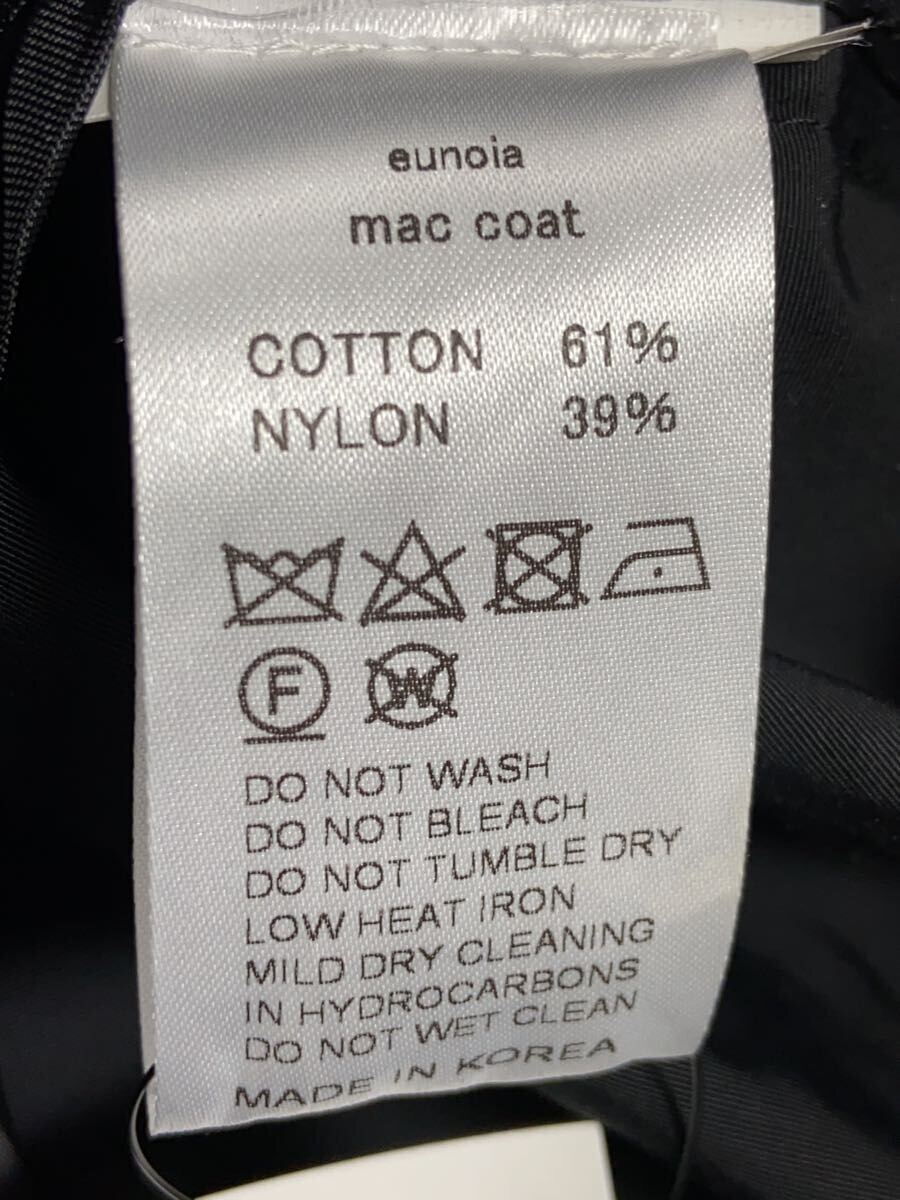 eunoia
mac coat
COTTON 61%
NYLON 39%
F W
DO NOT WASH
DO NOT BLEACH
DO NOT TUMBLE DRY
LOW HEAT IRON
MILD DRY CLEANING
IN HYDROCARBONS
DO NOT WET CLEAN
MADE IN KOREA